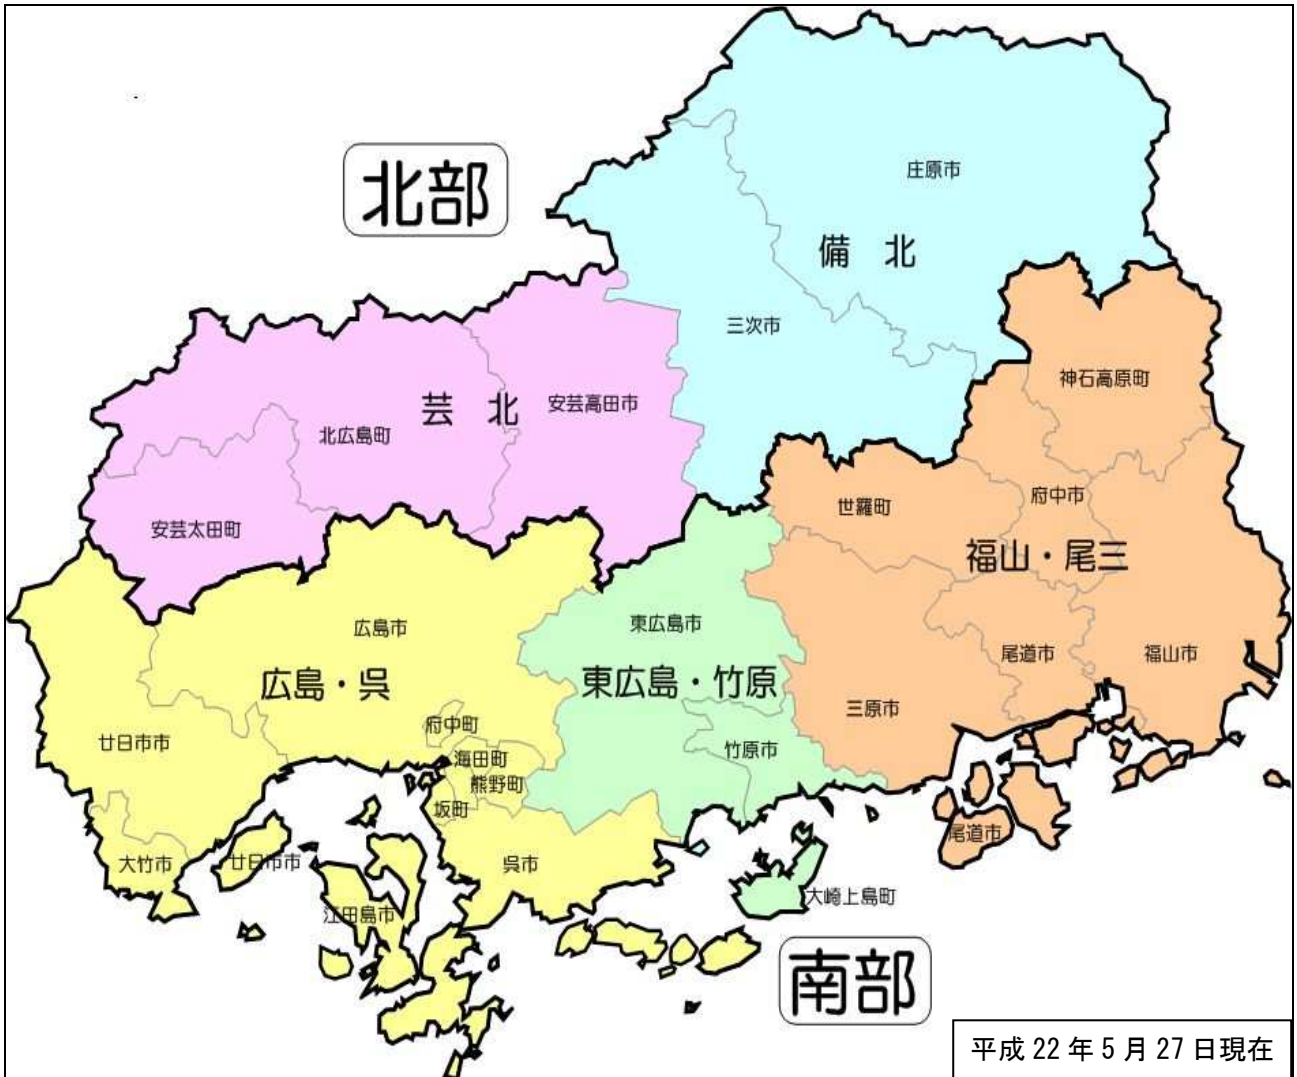 北部
庄原市
備 北
三次市
神石高原町
安芸高田市
芸 北
北広島町
世羅町
府中市
安芸太田町
福山・尾三
東広島市
広島市
尾道市
福山市
広島・呉
東広島・竹原
三原市
府中町
廿日市市
竹原市
海田町
熊野町
坂町
尾道市
大竹市
廿日市市
呉市
大崎上島町
江田島市
南部
平成 22 年 5 月 27 日現在